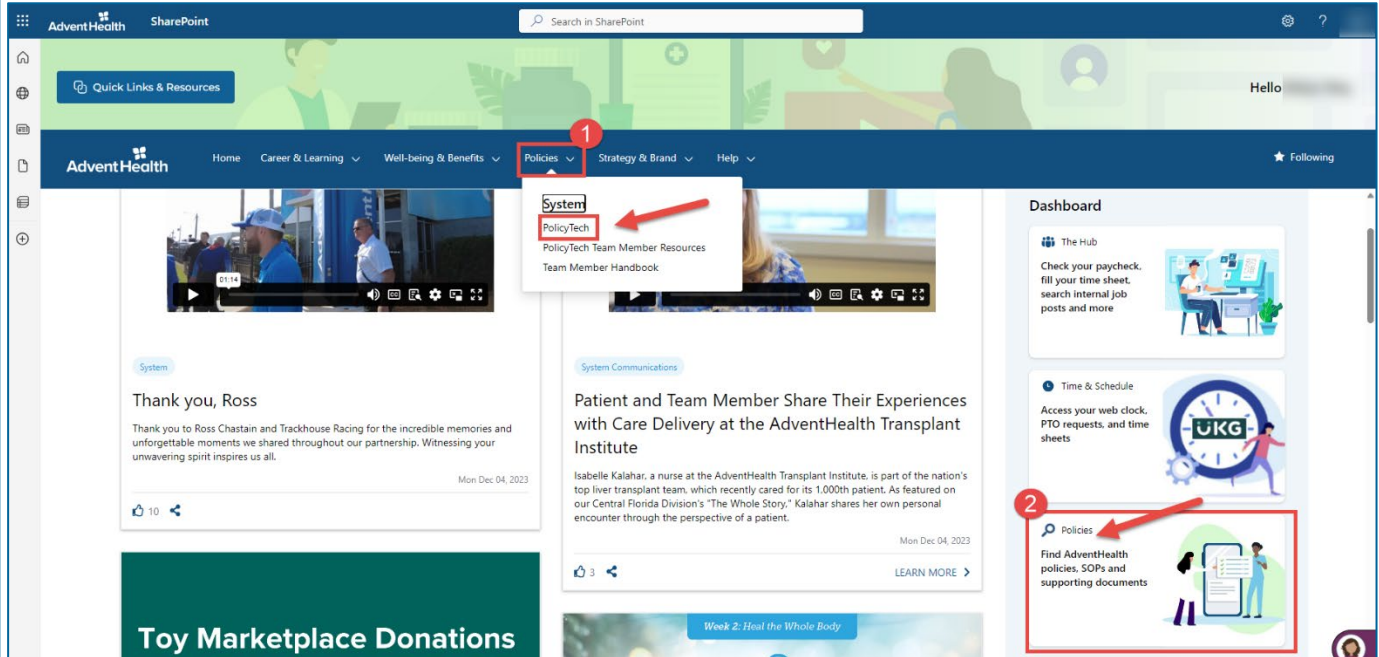 AdventHealth SharePoint Search in SharePoint ?
Quick Links & Resources
Hello
1
AdventHealth Home Career & Learning Well-being & Benefits Policies Strategy & Brand Help Following
System
PolicyTech
PolicyTech Team Member Resources
Team Member Handbook
01:14
CC
CC
System
Thank you, Ross
Thank you to Ross Chastain and Trackhouse Racing for the incredible memories and
unforgettable moments we shared throughout our partnership. Witnessing your
unwavering spirit inspires us all.
Mon Dec 04, 2023
10
System Communications
Patient and Team Member Share Their Experiences
with Care Delivery at the AdventHealth Transplant
Institute
Isabelle Kalahar, a nurse at the AdventHealth Transplant Institute, is part of the nation's
top liver transplant team, which recently cared for its 1,000th patient. As featured on
our Central Florida Division's "The Whole Story," Kalahar shares her own personal
encounter through the perspective of a patient.
Mon Dec 04, 2023
3
LEARN MORE
Toy Marketplace Donations
Week 2: Heal the Whole Body
Dashboard
The Hub
Check your paycheck,
fill your time sheet,
search internal job
posts and more
Time & Schedule
Access your web clock,
PTO requests, and time
sheets
UKG
2
Policies
Find AdventHealth
policies, SOPs and
supporting documents